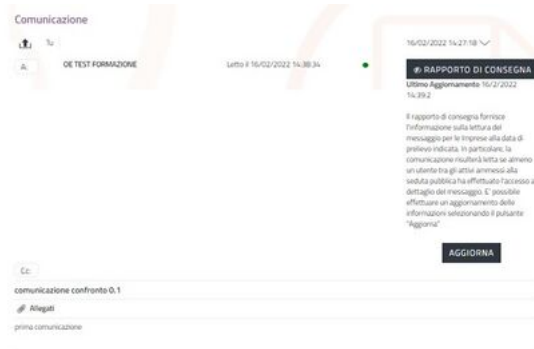 Comunicazione
Tu
16/02/2022 14:27:18
A:
OE TEST FORMAZIONE
Letto il 16/02/2022 14:38:34
RAPPORTO DI CONSEGNA
Ultimo Aggiornamento 16/2/2022
14:39:2
Il rapporto di consegna fornisce
l'informazione sulla lettura del
messaggio per le Imprese alla data di
prelievo indicata. In particolare, la
comunicazione risulterà letta se almeno
un utente tra gli attivi ammessi alla
seduta pubblica ha effettuato l'accesso a
dettaglio del messaggio. E' possibile
effettuare un aggiornamento delle
informazioni selezionando il pulsante
"Aggiorna"
AGGIORNA
Cc:
comunicazione confronto 0.1
Allegati
prima comunicazione